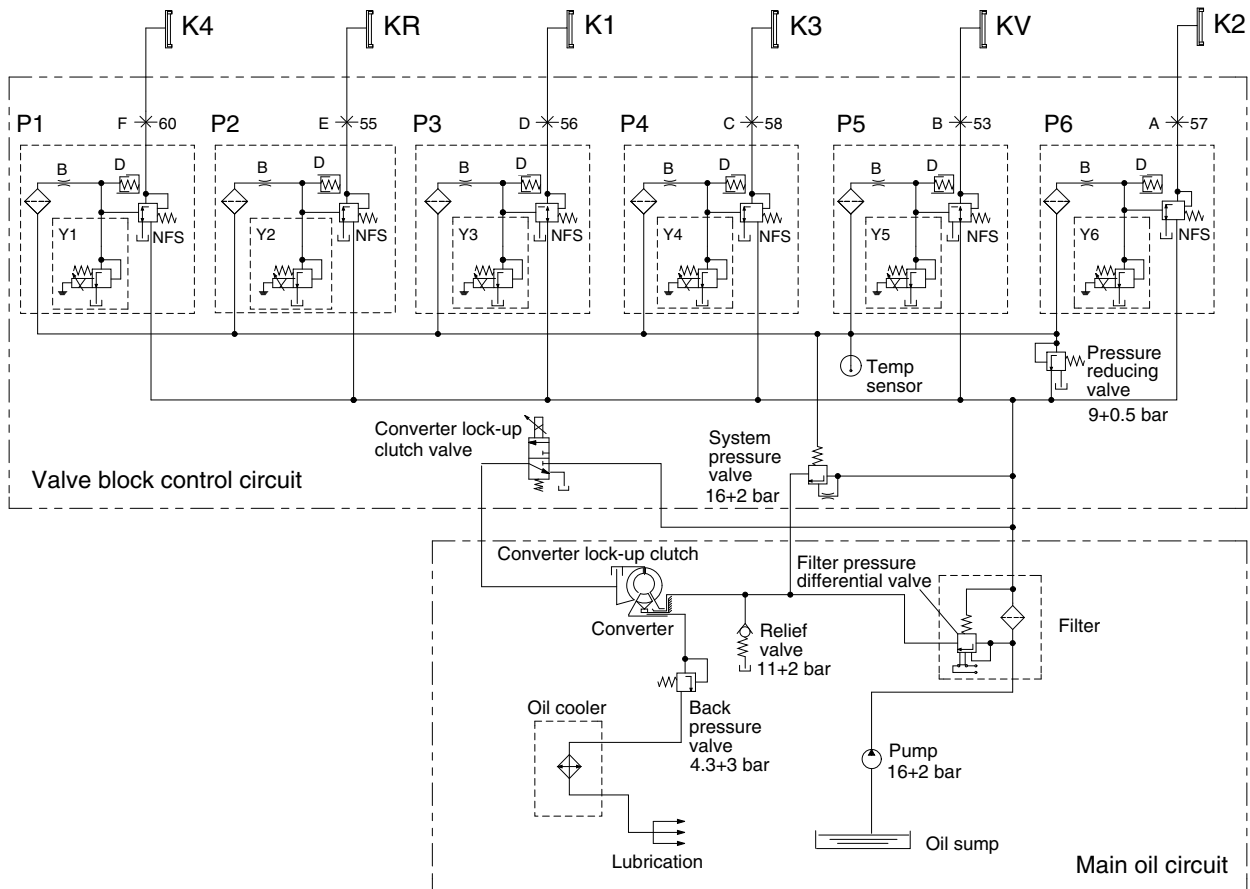 K4
KR
K1
K3
KV
K2
P1
F
60
P2
E
55
P3
D
56
P4
C
58
P5
B
53
P6
A
57
B
D
B
D
B
D
B
D
B
D
B
D
Y1
NFS
Y2
NFS
Y3
NFS
Y4
NFS
Y5
NFS
Y6
NFS
Temp
sensor
Pressure
reducing
valve
9+0.5 bar
Converter lock-up
clutch valve
System
pressure
valve
16+2 bar
Valve block control circuit
Converter lock-up clutch
Filter pressure
differential valve
Converter
Relief
valve
11+2 bar
Filter
Oil cooler
Back
pressure
valve
4.3+3 bar
Pump
16+2 bar
Oil sump
Lubrication
Main oil circuit